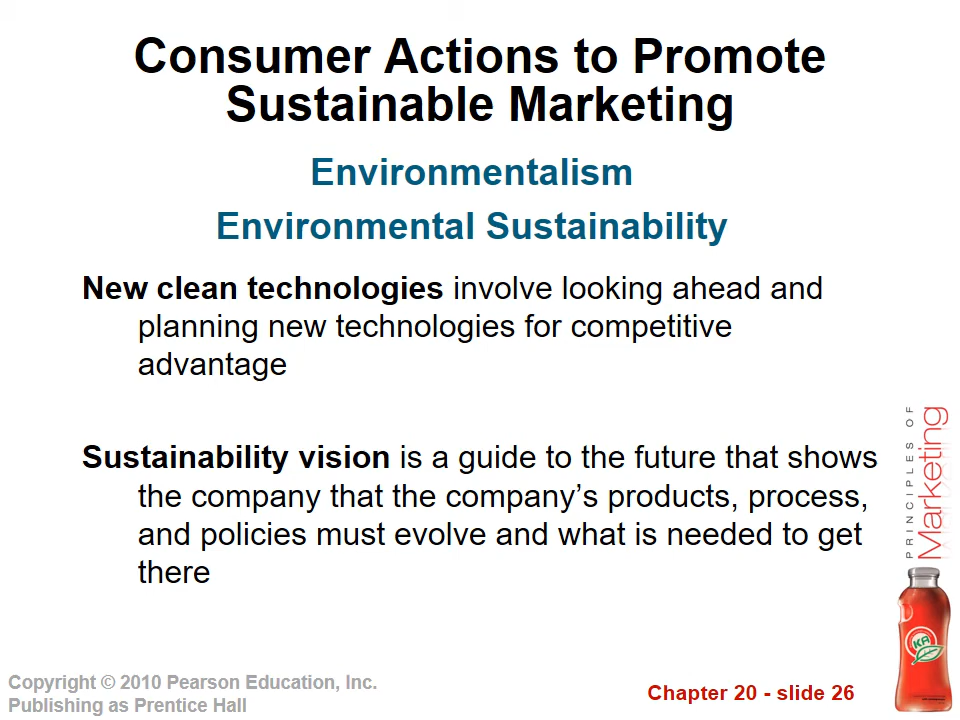 Consumer Actions to Promote
Sustainable Marketing
Environmentalism
Environmental Sustainability
New clean technologies involve looking ahead and
planning new technologies for competitive
advantage
Sustainability vision is a guide to the future that shows
the company that the company’s products, process,
and policies must evolve and what is needed to get
there
PRINCIPLES OF
Marketing
KA
Copyright © 2010 Pearson Education, Inc.
Publishing as Prentice Hall
Chapter 20 - slide 26